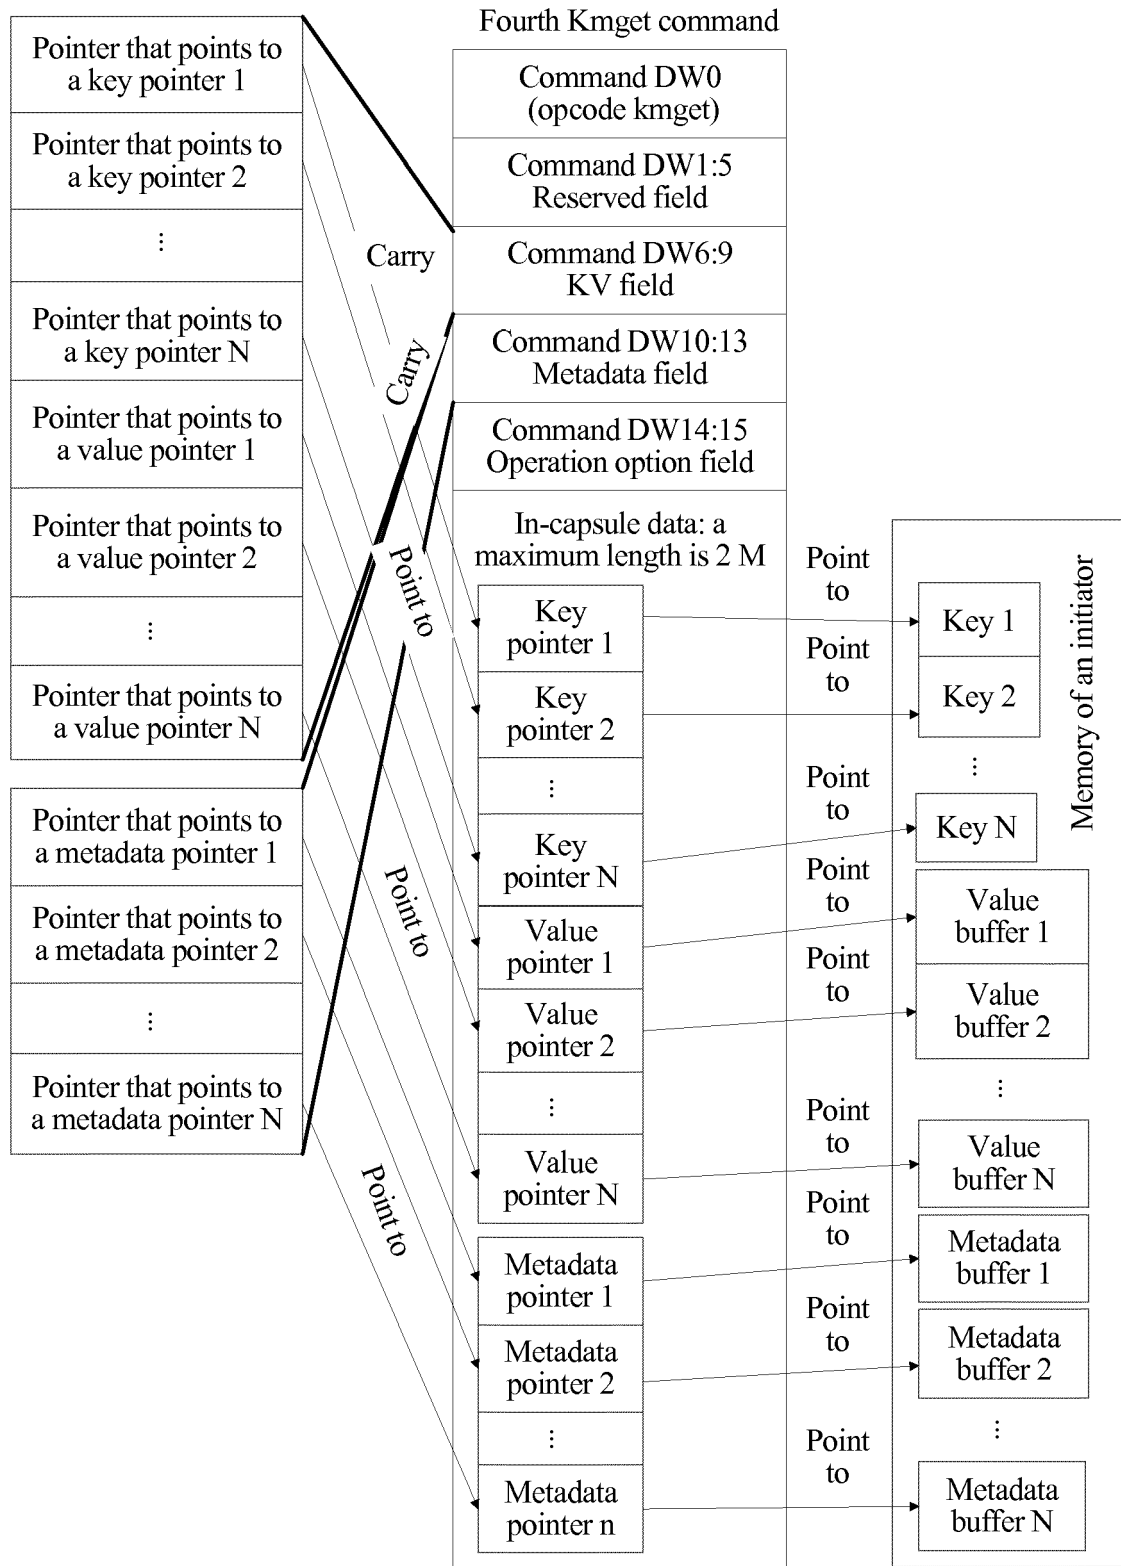 Fourth Kmget command
Pointer that points to
a key pointer 1
Pointer that points to
a key pointer 2
⋮
Pointer that points to
a key pointer N
Pointer that points to
a value pointer 1
Pointer that points to
a value pointer 2
⋮
Pointer that points to
a value pointer N
Pointer that points to
a metadata pointer 1
Pointer that points to
a metadata pointer 2
⋮
Pointer that points to
a metadata pointer N
Carry
Carry
Point to
Point to
Point to
Command DW0
(opcode kmget)
Command DW1:5
Reserved field
Command DW6:9
KV field
Command DW10:13
Metadata field
Command DW14:15
Operation option field
In-capsule data: a
maximum length is 2 M
Key
pointer 1
Key
pointer 2
⋮
Key
pointer N
Value
pointer 1
Value
pointer 2
⋮
Value
pointer N
Metadata
pointer 1
Metadata
pointer 2
⋮
Metadata
pointer n
Point
to
Point
to
Point
to
Point
to
Point
to
Point
to
Point
to
Point
to
Point
to
Memory of an initiator
Key 1
Key 2
⋮
Key N
Value
buffer 1
Value
buffer 2
⋮
Value
buffer N
Metadata
buffer 1
Metadata
buffer 2
⋮
Metadata
buffer N